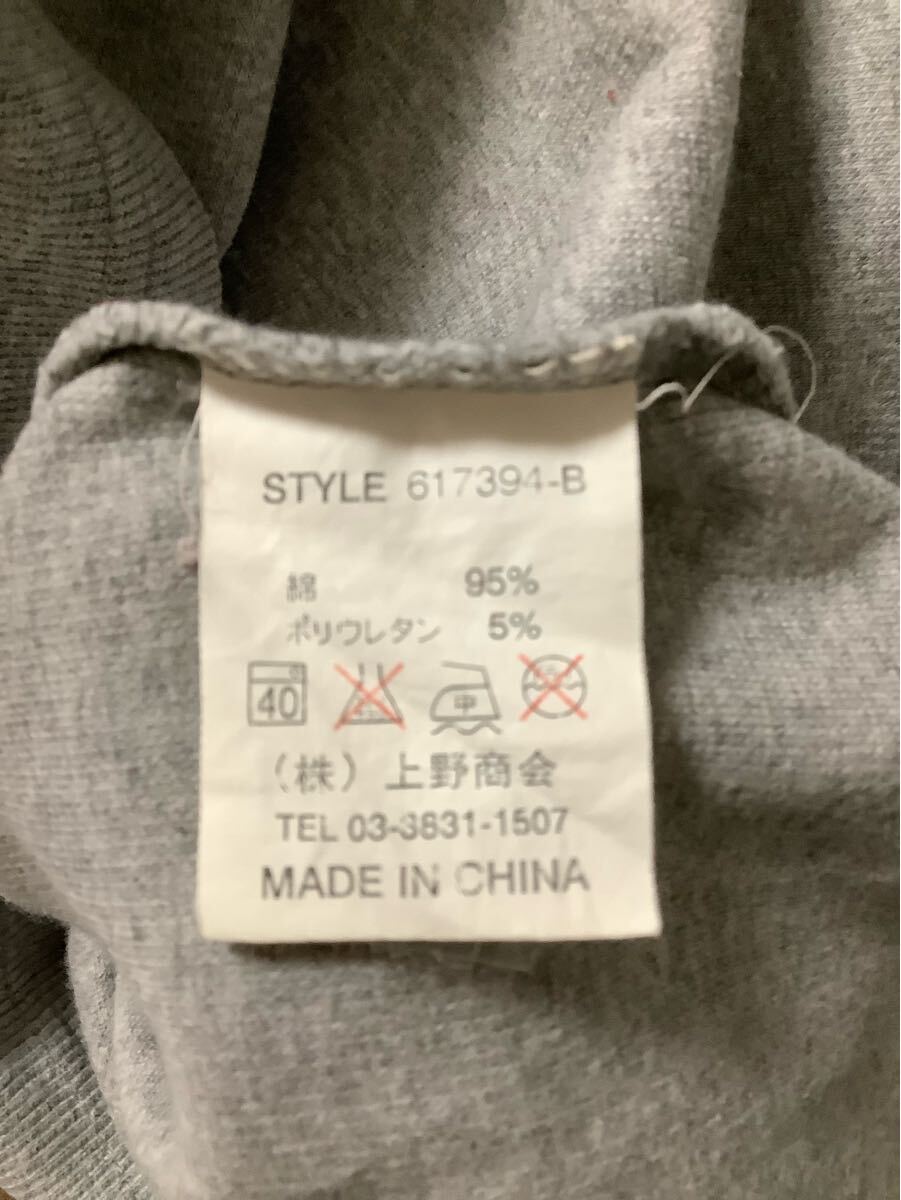 STYLE 617394-B
綿 95%
ポリウレタン 5%
40 中
(株) 上野商会
TEL 03-3831-1507
MADE IN CHINA